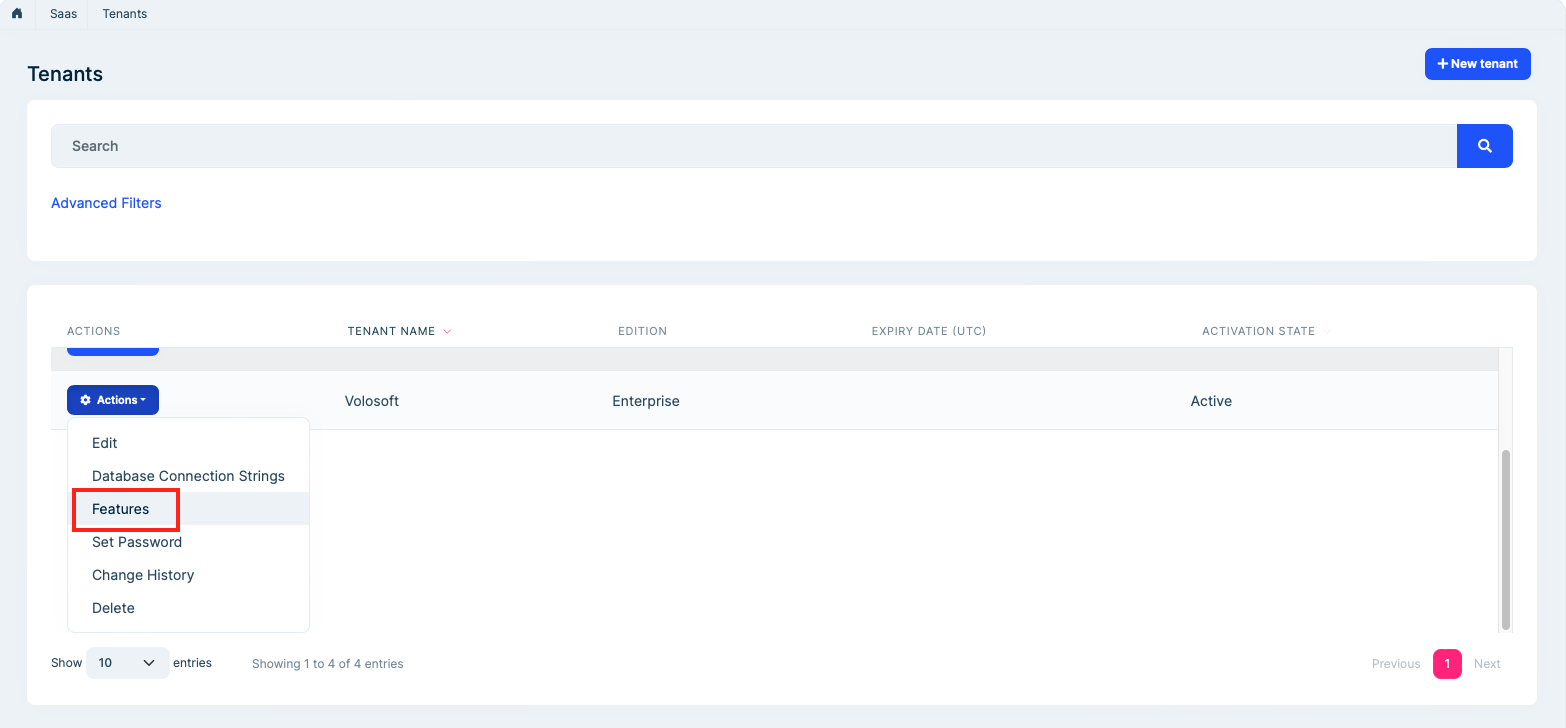 Saas Tenants
Tenants
New tenant
Search
Advanced Filters
ACTIONS TENANT NAME EDITION EXPIRY DATE (UTC) ACTIVATION STATE
Actions Volosoft Enterprise Active
Edit
Database Connection Strings
Features
Set Password
Change History
Delete
Show 10 entries Showing 1 to 4 of 4 entries Previous 1 Next